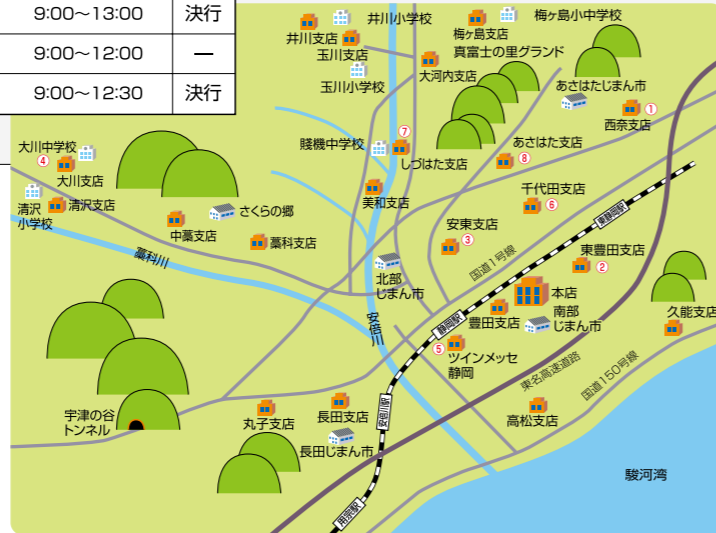 9:00～13:00 決行
9:00～12:00 ―
9:00～12:30 決行
井川支店
井川小学校
梅ヶ島支店
梅ヶ島小中学校
玉川支店
玉川小学校
大河内支店
真富士の里グランド
あさはたじまん市
①
西奈支店
大川中学校
④
大川支店
賤機中学校
⑦
しづはた支店
あさはた支店
⑧
清沢
小学校
清沢支店
中藁支店
さくらの郷
藁科支店
美和支店
千代田支店
⑥
安東支店
③
東静岡駅
国道1号線
東豊田支店
②
藁科川
北部
じまん市
安倍川
本店
豊田支店
南部
じまん市
久能支店
静岡駅
⑤
ツインメッセ
静岡
東名高速道路
国道150号線
宇津の谷
トンネル
丸子支店
長田支店
長田じまん市
安倍川駅
高松支店
用宗駅
駿河湾